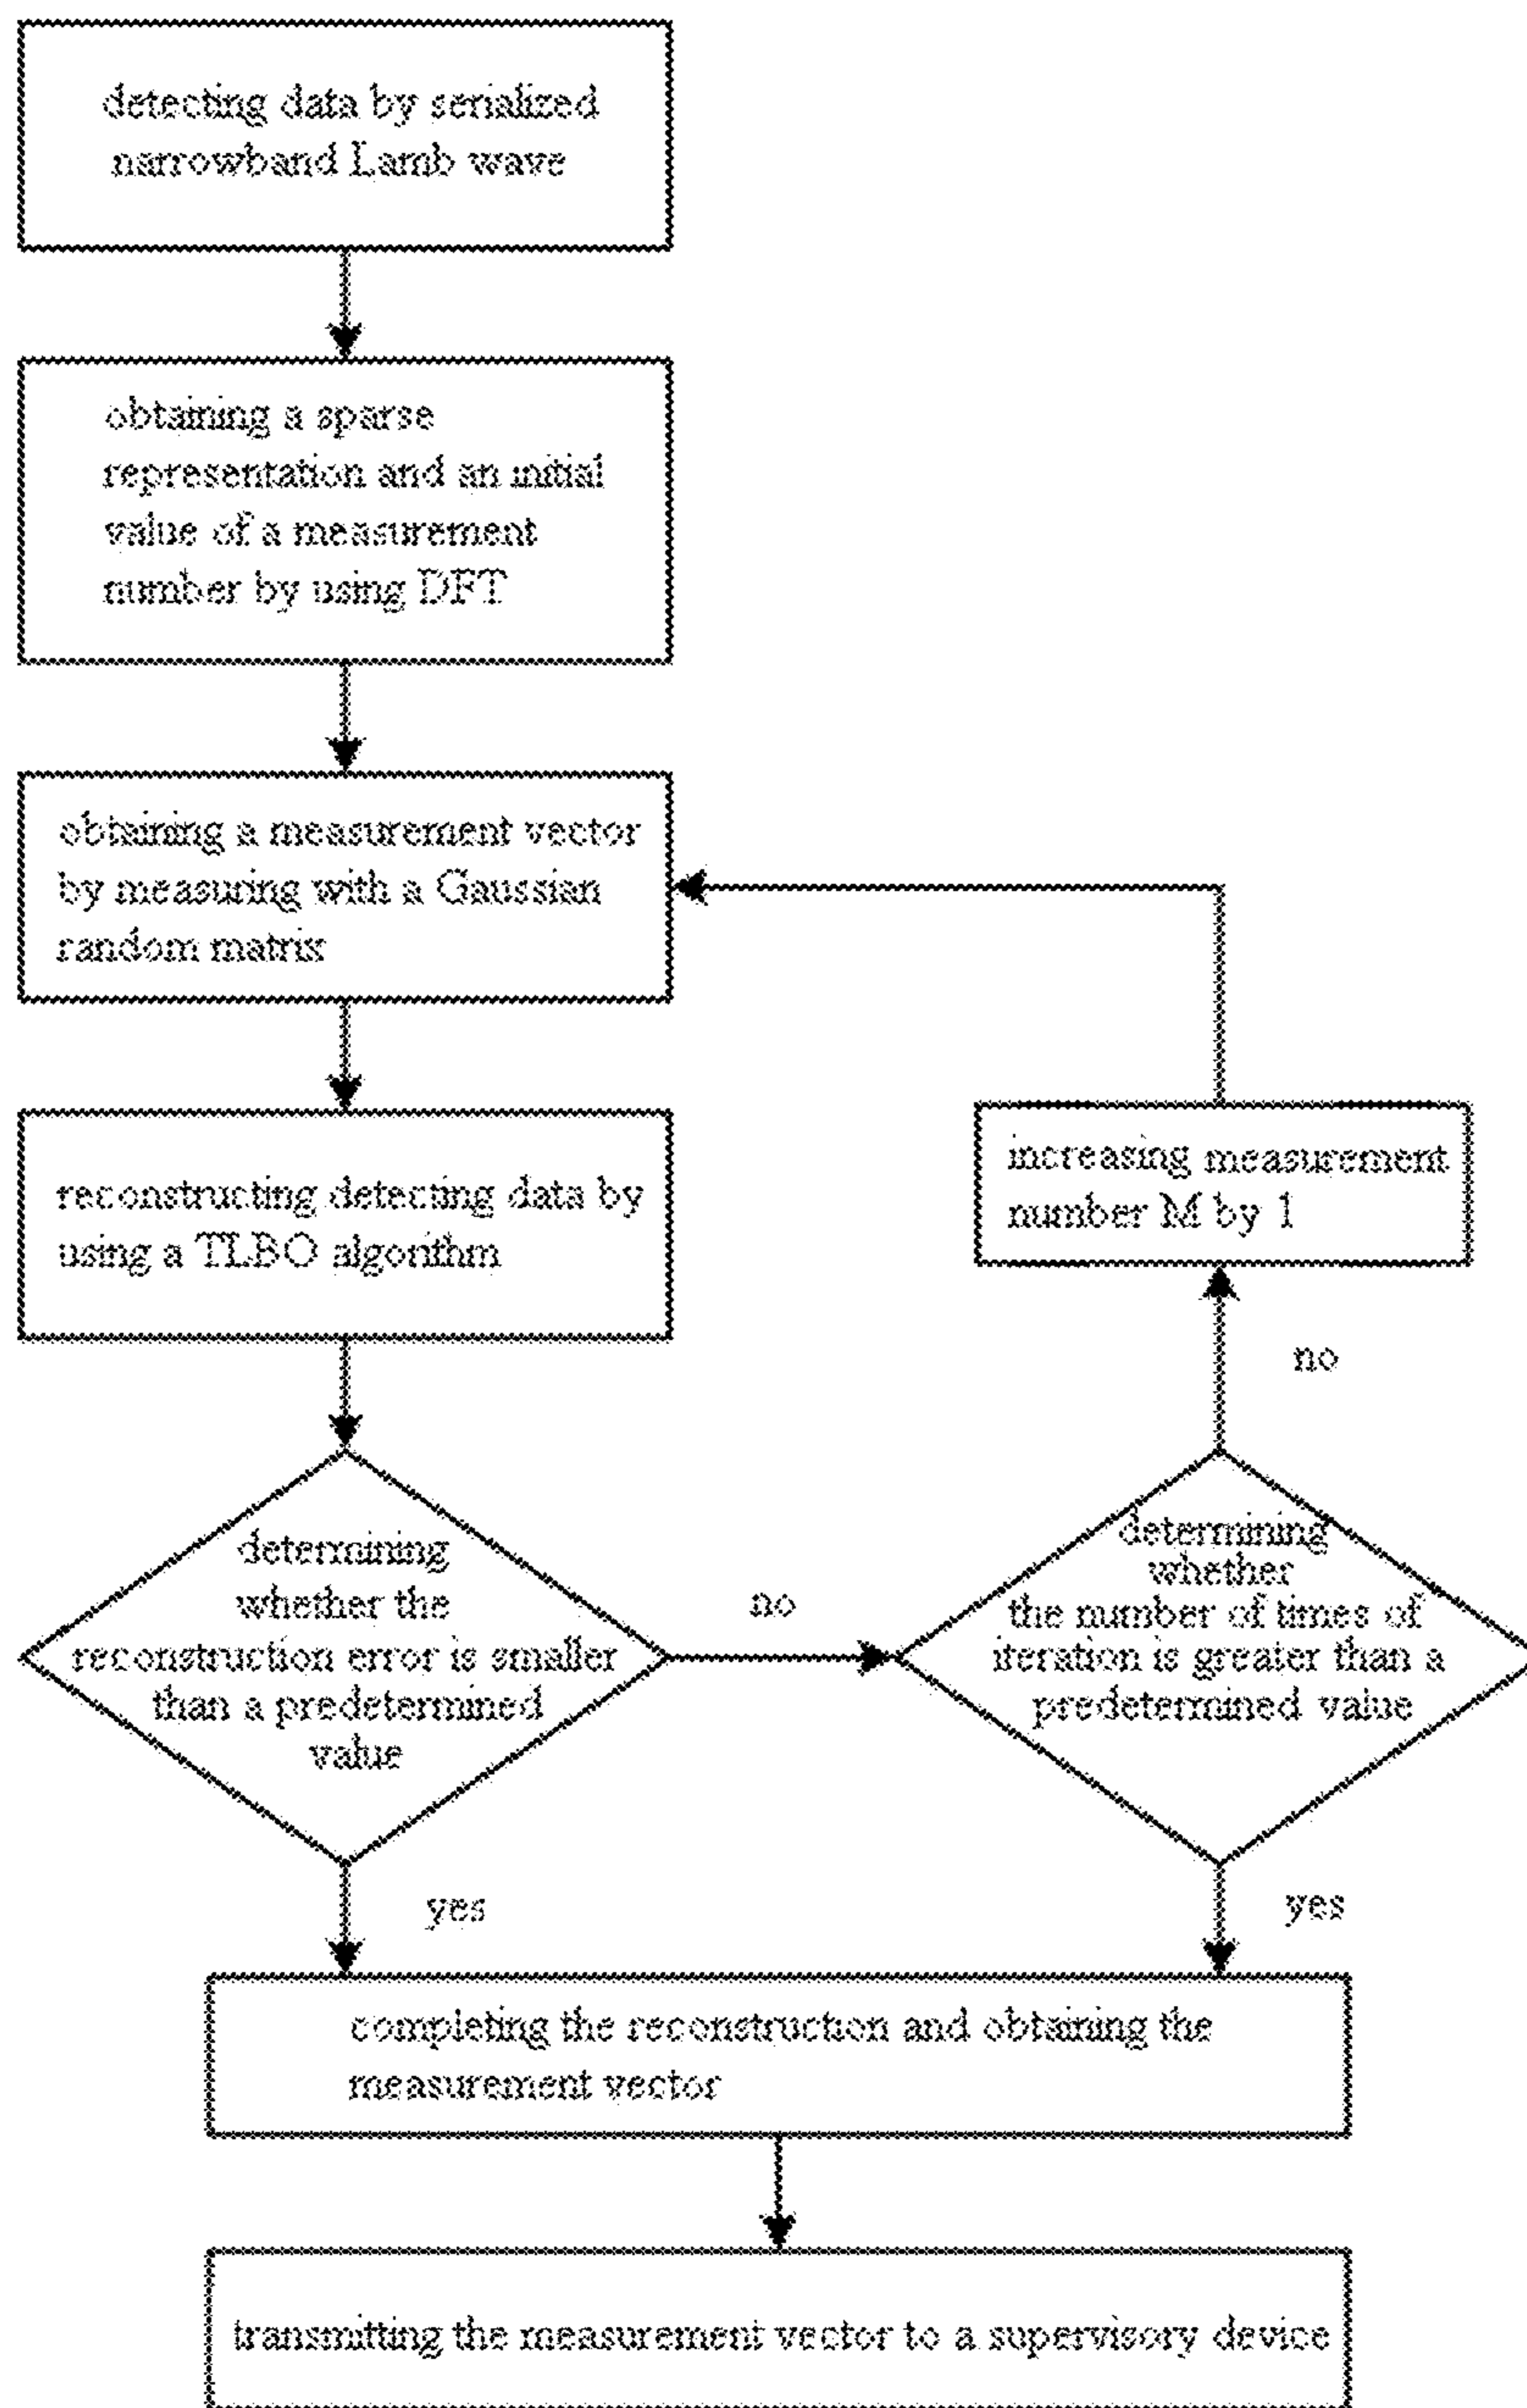 detecting data by serialized
narrowband Lamb wave
obtaining a sparse
representation and an initial
value of a measurement
number by using DFT
obtaining a measurement vector
by measuring with a Gaussian
random matrix
reconstructing detecting data by
using a TLBO algorithm
increasing measurement
number M by 1
no
determining
whether the
reconstruction error is smaller
than a predetermined
value
no
determining
whether
the number of times of
iteration is greater than a
predetermined value
yes
yes
completing the reconstruction and obtaining the
measurement vector
transmitting the measurement vector to a supervisory device